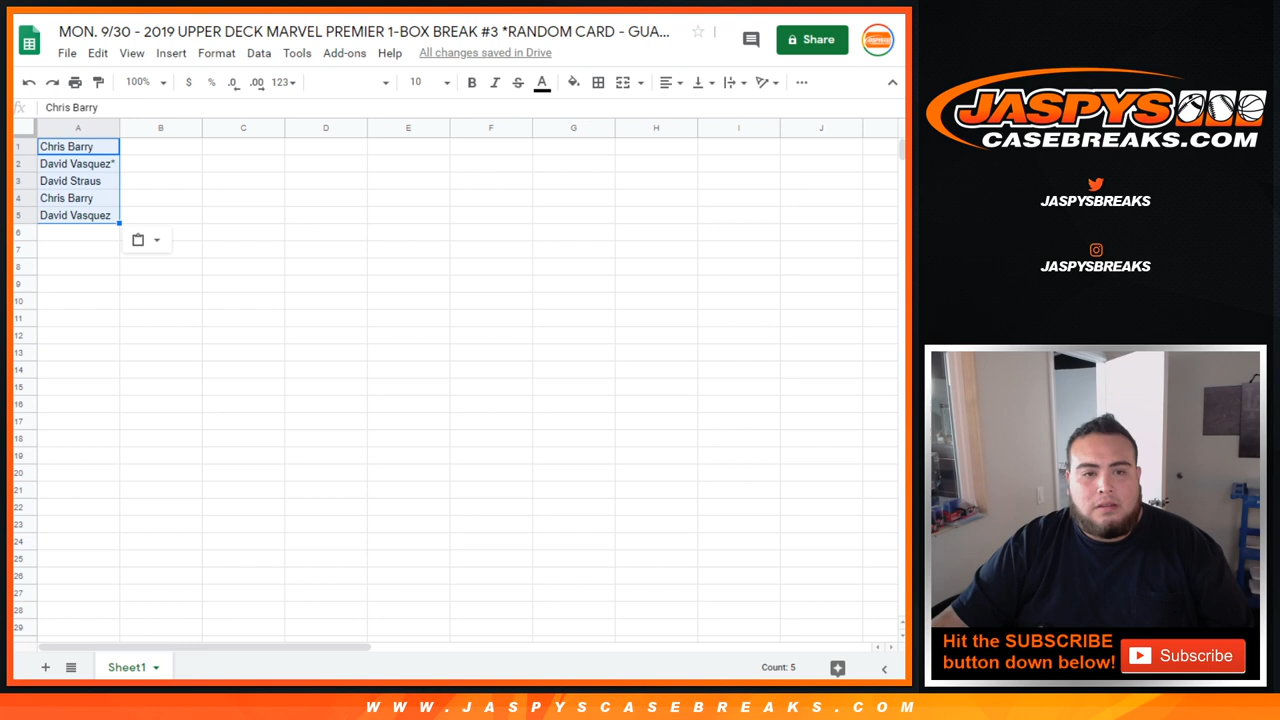 MON. 9/30 - 2019 UPPER DECK MARVEL PREMIER 1-BOX BREAK #3 *RANDOM CARD - GUA...
Share
File Edit View Insert Format Data Tools Add-ons Help All changes saved in Drive
100% $ % .0 .00 123 10 B I S A
fx Chris Barry
A B C D E F G H I J
1 Chris Barry
2 David Vasquez*
3 David Straus
4 Chris Barry
5 David Vasquez
6
7
8
9
10
11
12
13
14
15
16
17
18
19
20
21
22
23
24
25
26
27
28
29
Sheet1
Count: 5
JASPYS
CASEBREAKS.COM
JASPYSBREAKS
JASPYSBREAKS
Hit the SUBSCRIBE
button down below!
Subscribe
WWW.JASPYSCASEBREAKS.COM